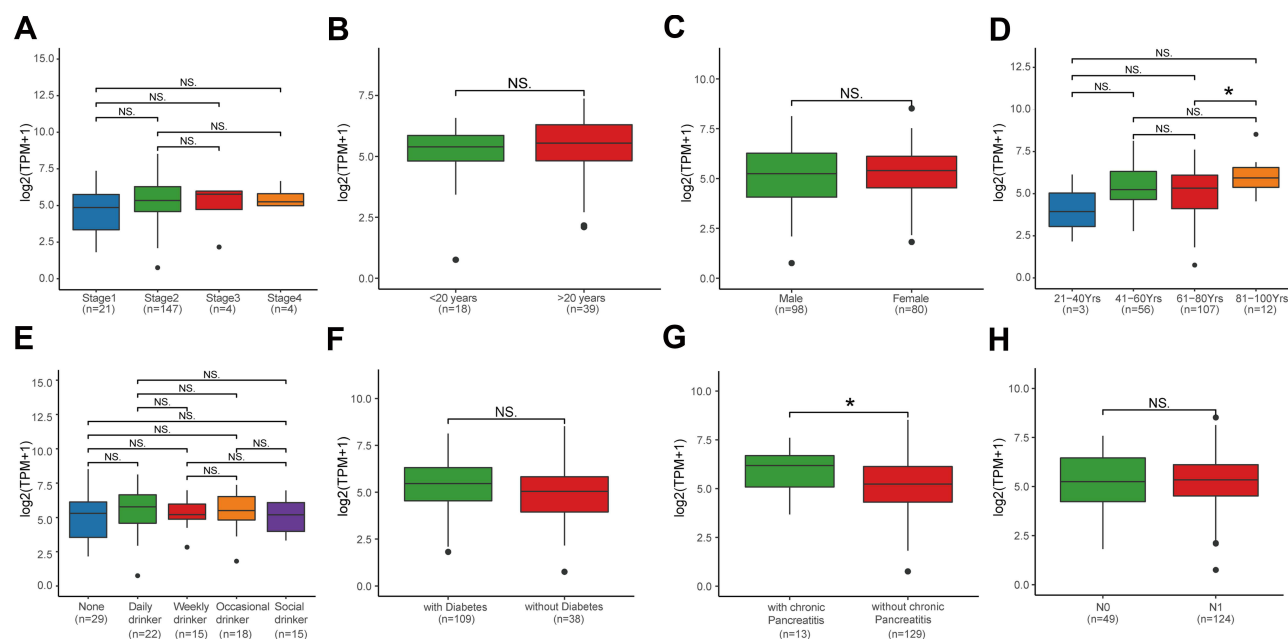 A
log2(TPM+1)
15.0
12.5
10.0
7.5
5.0
2.5
0.0
NS.
NS.
NS.
NS.
NS.
Stage1
(n=21)
Stage2
(n=147)
Stage3
(n=4)
Stage4
(n=4)
B
log2(TPM+1)
7.5
5.0
2.5
0.0
NS.
<20 years
(n=18)
>20 years
(n=39)
C
log2(TPM+1)
10.0
7.5
5.0
2.5
0.0
NS.
Male
(n=98)
Female
(n=80)
D
log2(TPM+1)
12.5
10.0
7.5
5.0
2.5
0.0
NS.
NS.
*
NS.
NS.
NS.
21−40Yrs
(n=3)
41−60Yrs
(n=56)
61−80Yrs
(n=107)
81−100Yrs
(n=12)
E
log2(TPM+1)
15.0
12.5
10.0
7.5
5.0
2.5
0.0
NS.
NS.
NS.
NS.
NS.
NS.
NS.
NS.
NS.
NS.
None
(n=29)
Daily
drinker
(n=22)
Weekly
drinker
(n=15)
Occasional
drinker
(n=18)
Social
drinker
(n=15)
F
log2(TPM+1)
10.0
7.5
5.0
2.5
0.0
NS.
with Diabetes
(n=109)
without Diabetes
(n=38)
G
log2(TPM+1)
10.0
7.5
5.0
2.5
0.0
*
with chronic
Pancreatitis
(n=13)
without chronic
Pancreatitis
(n=129)
H
log2(TPM+1)
10.0
7.5
5.0
2.5
0.0
NS.
N0
(n=49)
N1
(n=124)